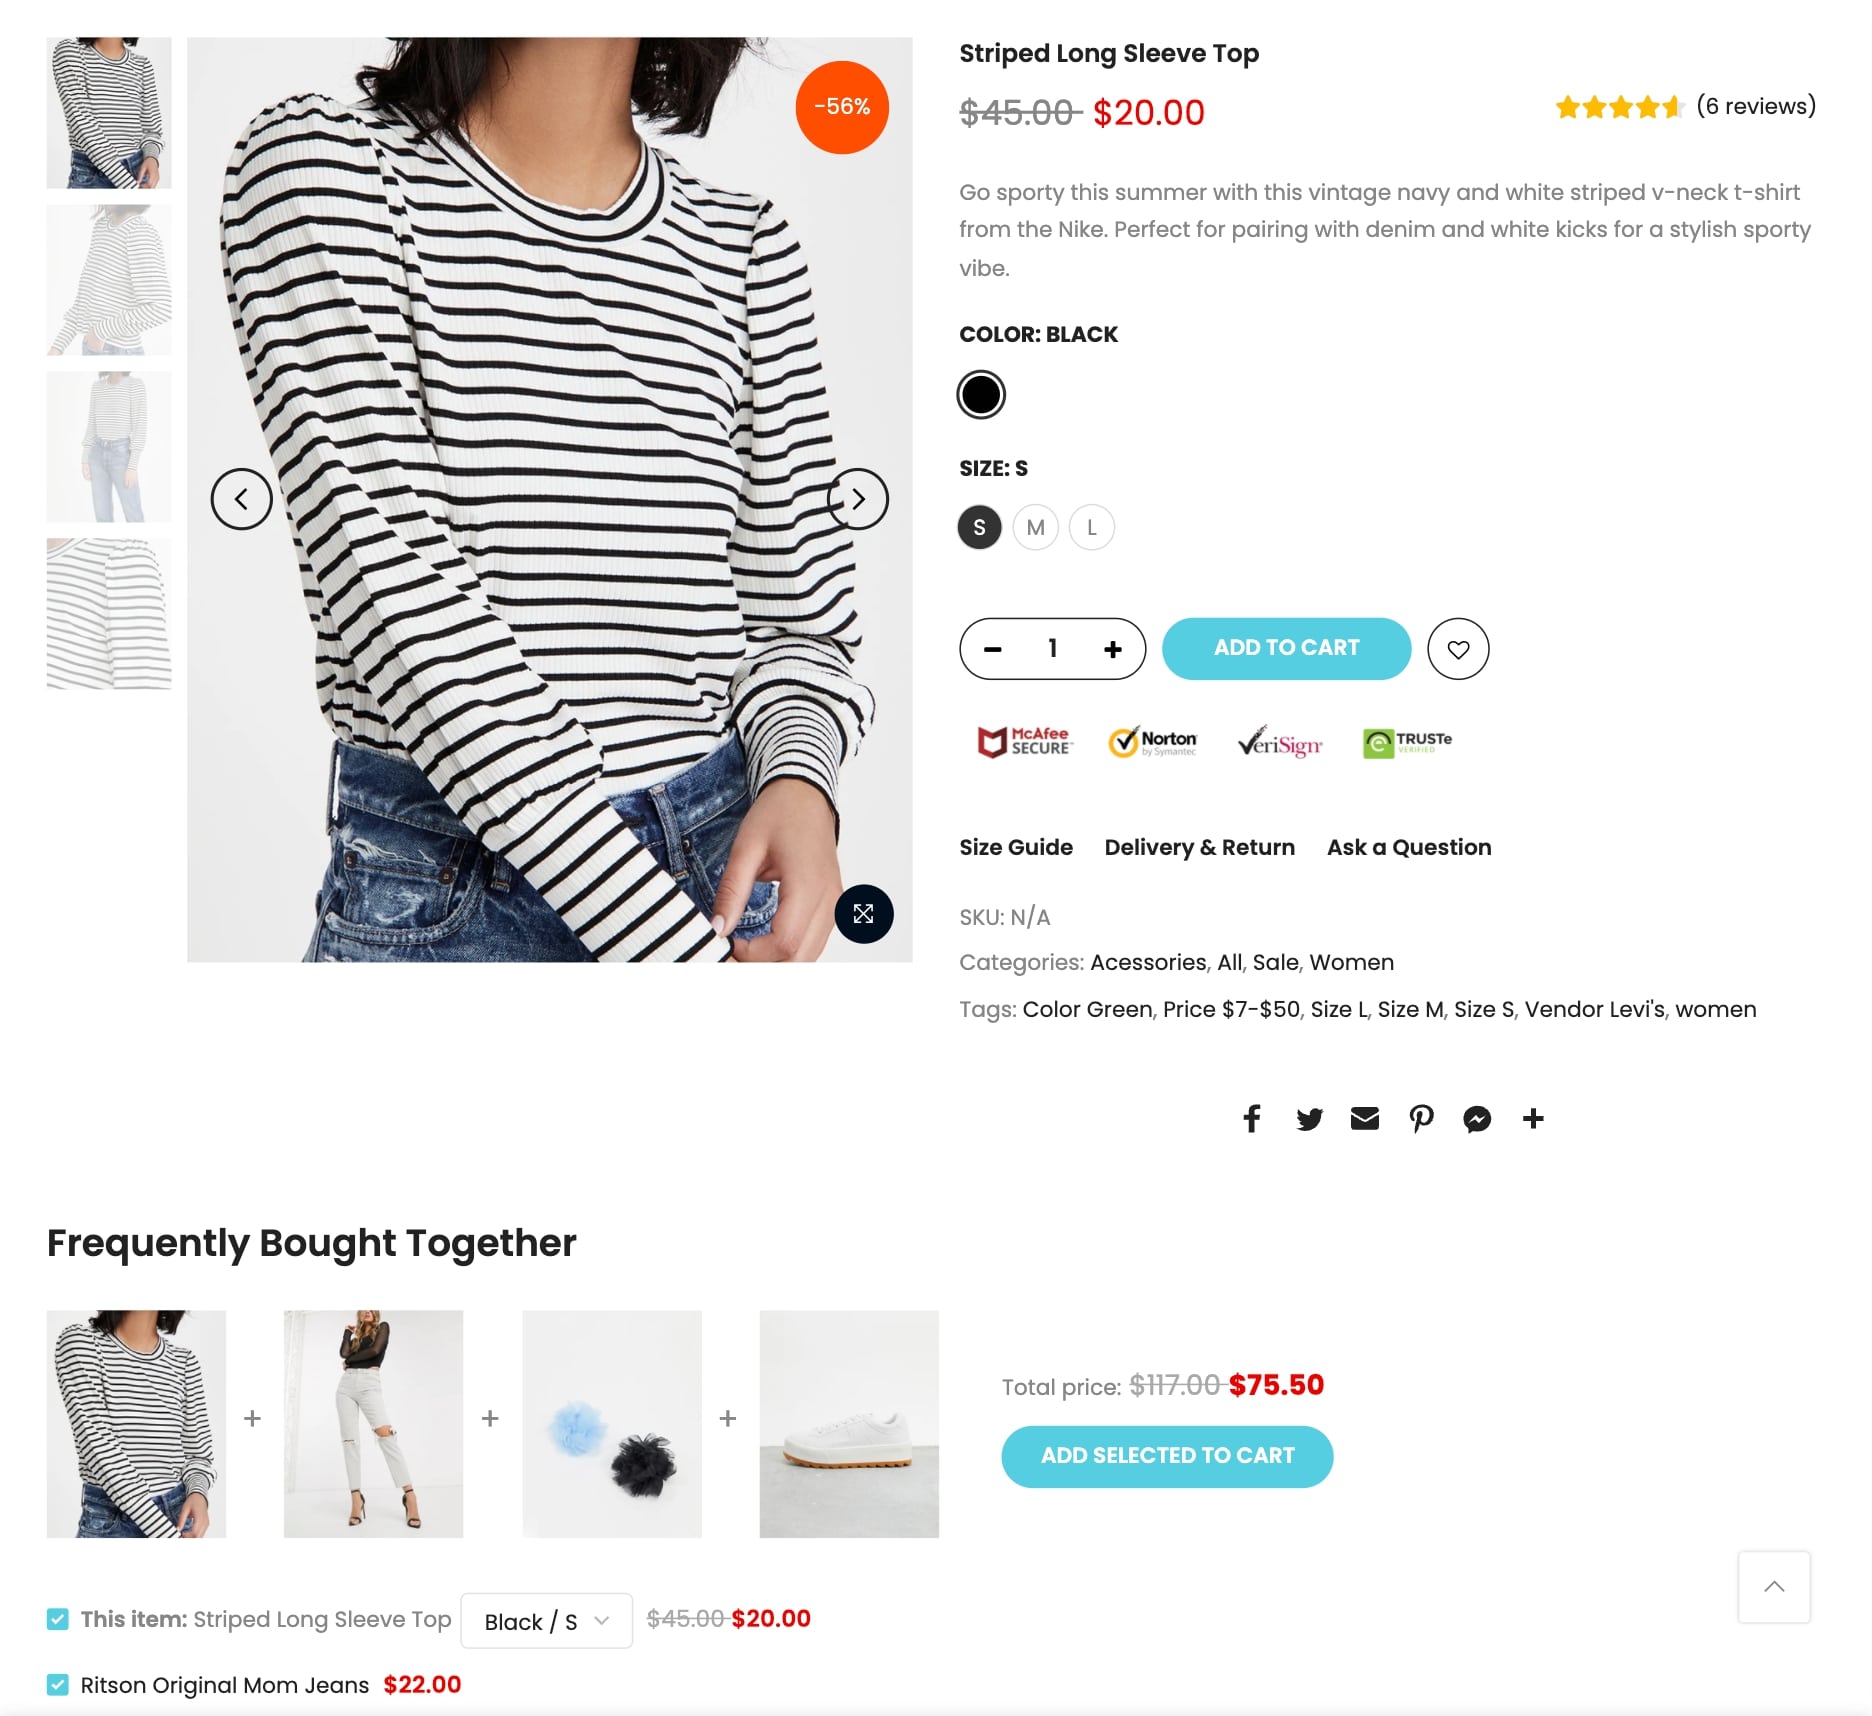 -56%
Striped Long Sleeve Top
$45.00 $20.00
(6 reviews)
Go sporty this summer with this vintage navy and white striped v-neck t-shirt
from the Nike. Perfect for pairing with denim and white kicks for a stylish sporty
vibe.
COLOR: BLACK
SIZE: S
S M L
1
ADD TO CART
McAfee SECURE
Norton by Symantec
VeriSign
TRUSTe VERIFIED
Size Guide Delivery & Return Ask a Question
SKU: N/A
Categories: Acessories, All, Sale, Women
Tags: Color Green, Price $7-$50, Size L, Size M, Size S, Vendor Levi's, women
Frequently Bought Together
Total price: $117.00 $75.50
ADD SELECTED TO CART
This item: Striped Long Sleeve Top Black / S $45.00 $20.00
Ritson Original Mom Jeans $22.00